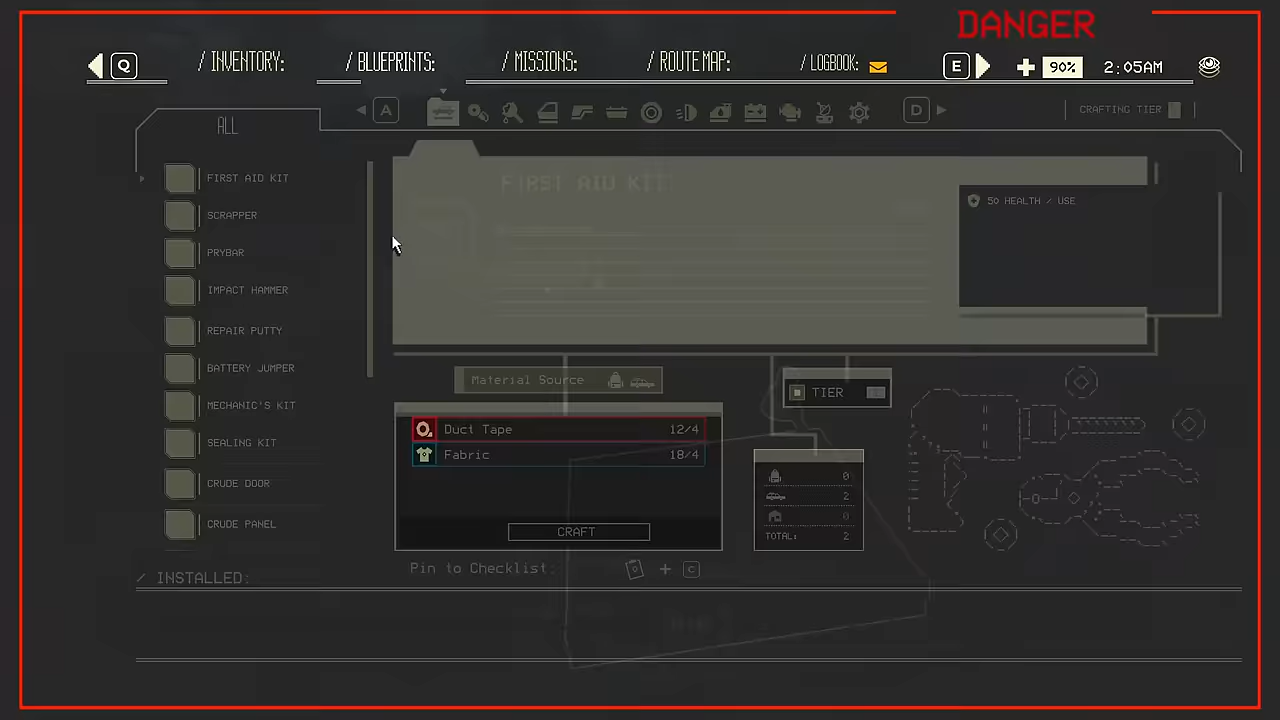 DANGER
Q / INVENTORY: / BLUEPRINTS: / MISSIONS: / ROUTE MAP: / LOGBOOK: E 90% 2:05AM
A D CRAFTING TIER
ALL
FIRST AID KIT
SCRAPPER
PRYBAR
IMPACT HAMMER
REPAIR PUTTY
BATTERY JUMPER
MECHANIC'S KIT
SEALING KIT
CRUDE DOOR
CRUDE PANEL
FIRST AID KIT
50 HEALTH / USE
Material Source
TIER
Duct Tape 12/4
Fabric 18/4
CRAFT
0
2
0
TOTAL: 2
Pin to Checklist: + C
/ INSTALLED: